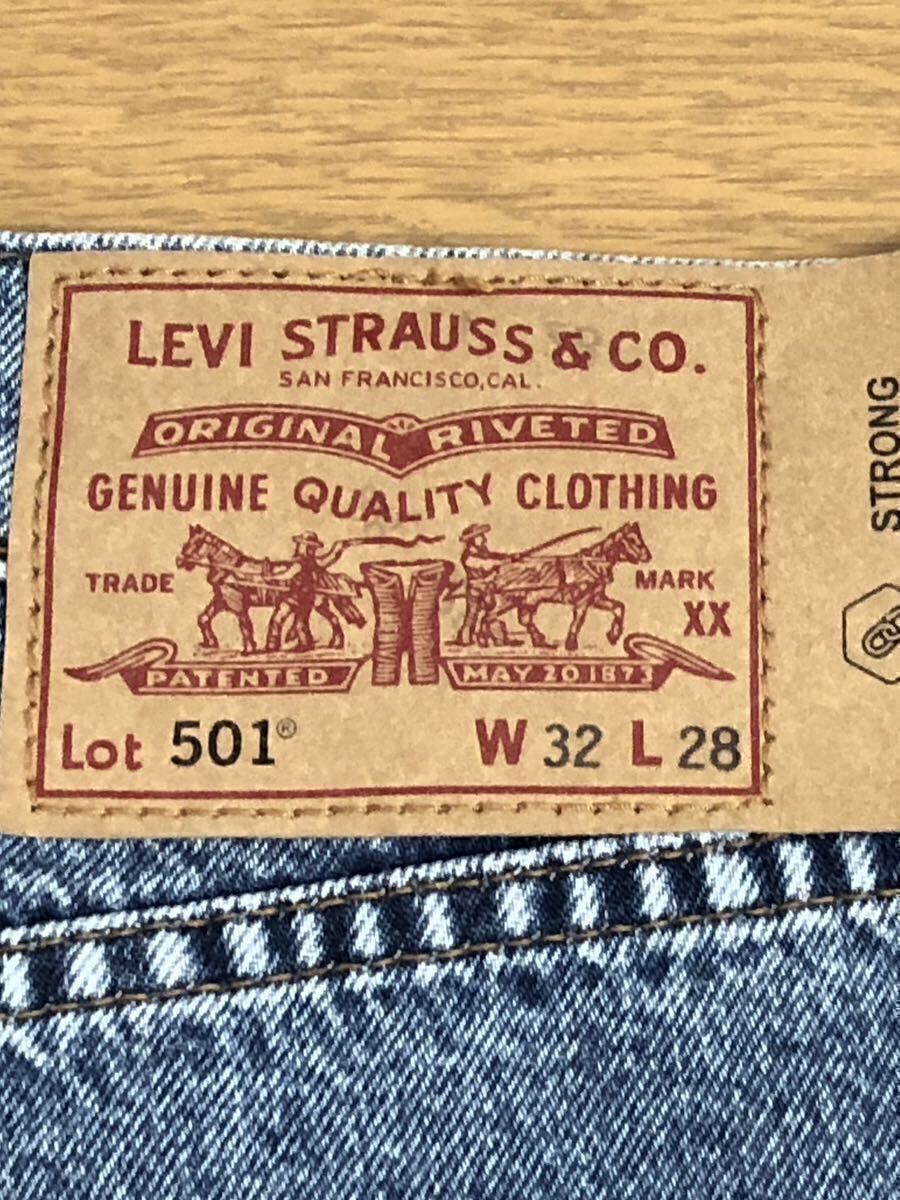 LEVI STRAUSS & CO.
SAN FRANCISCO, CAL.
ORIGINAL RIVETED
GENUINE QUALITY CLOTHING
TRADE MARK
XX
PATENTED MAY 20 1873
Lot 501® W 32 L 28
STRONG